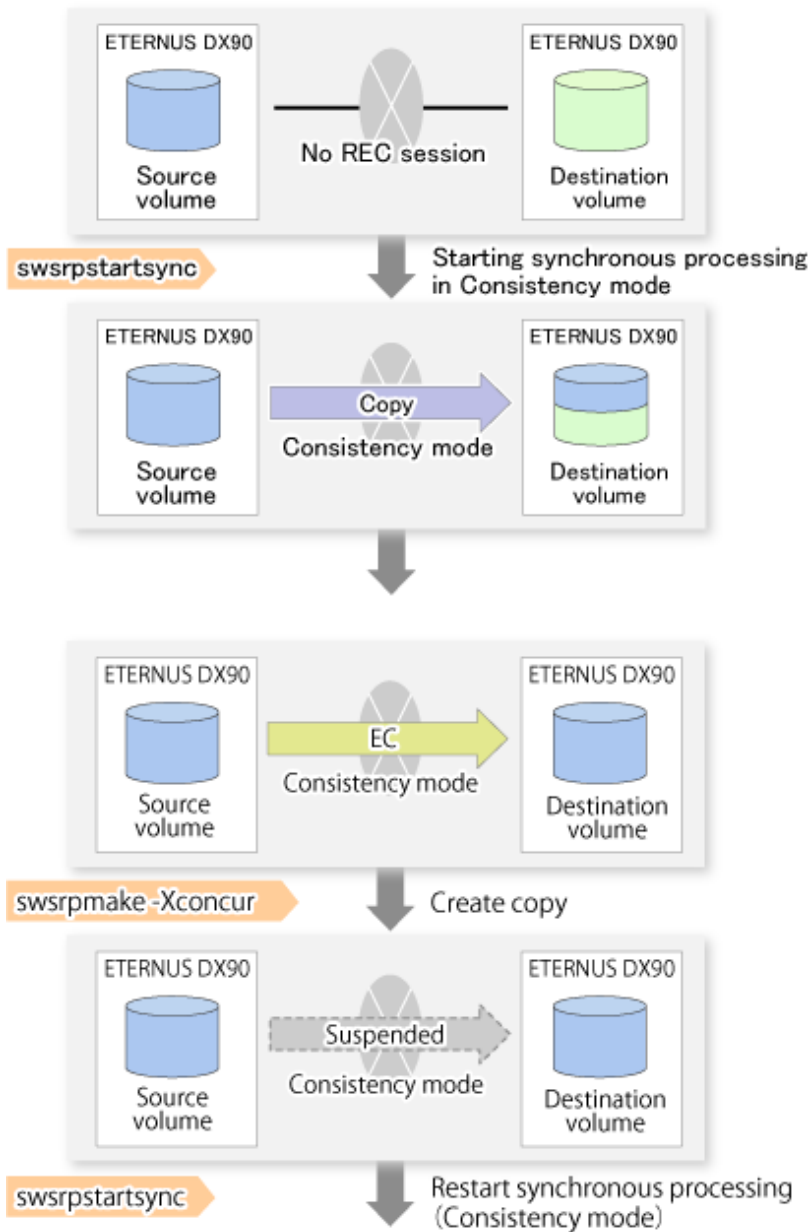 ETERNUS DX90
ETERNUS DX90
No REC session
Source
volume
Destination
volume
swsrpstartsync
Starting synchronous processing
in Consistency mode
ETERNUS DX90
ETERNUS DX90
Copy
Consistency mode
Source
volume
Destination
volume
ETERNUS DX90
ETERNUS DX90
EC
Consistency mode
Source
volume
Destination
volume
swsrpmake -Xconcur
Create copy
ETERNUS DX90
ETERNUS DX90
Suspended
Consistency mode
Source
volume
Destination
volume
swsrpstartsync
Restart synchronous processing
(Consistency mode)